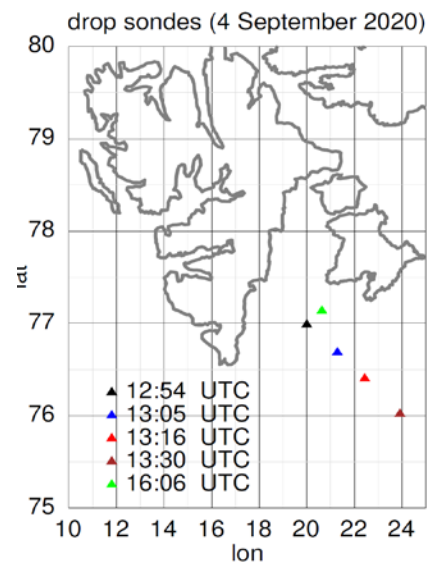 drop sondes (4 September 2020)
80
79
78
77
76
75
lat
12:54 UTC
13:05 UTC
13:16 UTC
13:30 UTC
16:06 UTC
10 12 14 16 18 20 22 24
lon